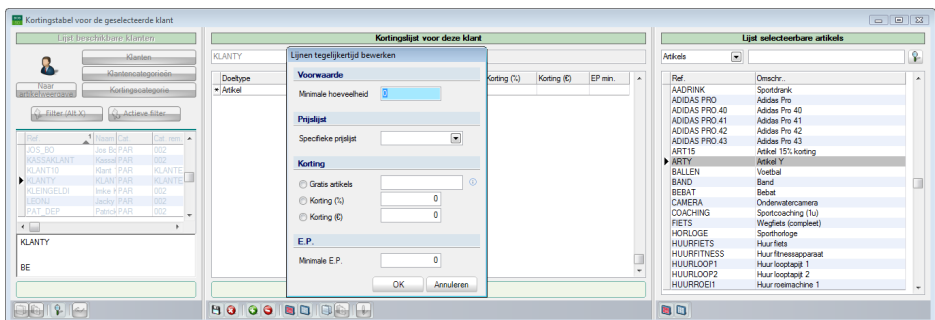 Kortingstabel voor de geselecteerde klant
Lijst beschikbare klanten
Klanten
Klantencategorieën
Naar artikelweergave
Kortingscategorie
Filter (Alt X)
Actieve filter
Ref 1 Naam Cat. Cat. mm.
JOS_BO Jos Bo PAR 002
KASSAKLANT Kassa PAR 002
KLANT10 Klant PAR KLANTE
KLANTY KLAN PAR KLANTE
KLEINGELDI Imke K PAR 002
LEONJ Jacky PAR 002
PAT_DEP Patrick PAR 002
KLANTY
BE
Kortingslijst voor deze klant
KLANTY
Doeltype Korting (%) Korting (€) EP min.
Artikel
Lijnen tegelijkertijd bewerken
Voorwaarde
Minimale hoeveelheid 0
Prijslijst
Specifieke prijslijst
Korting
Gratis artikels
Korting (%) 0
Korting (€) 0
E.P.
Minimale E.P. 0
OK Annuleren
Lijst selecteerbare artikels
Artikels
Ref. Omschr..
AADRINK Sportdrank
ADIDAS PRO Adidas Pro
ADIDAS PRO.40 Adidas Pro 40
ADIDAS PRO.41 Adidas Pro 41
ADIDAS PRO.42 Adidas Pro 42
ADIDAS PRO.43 Adidas Pro 43
ART15 Artikel 15% korting
ARTY Artikel Y
BALLEN Voetbal
BAND Band
BEBAT Bebat
CAMERA Onderwatercamera
COACHING Sportcoaching (1u)
FIETS Wegfiets (compleet)
HORLOGE Sporthorloge
HUURFIETS Huur fiets
HUURFITNESS Huur fitnessapparaat
HUURLOOP1 Huur looptapijt 1
HUURLOOP2 Huur looptapijt 2
HUURROEI1 Huur roeimachine 1